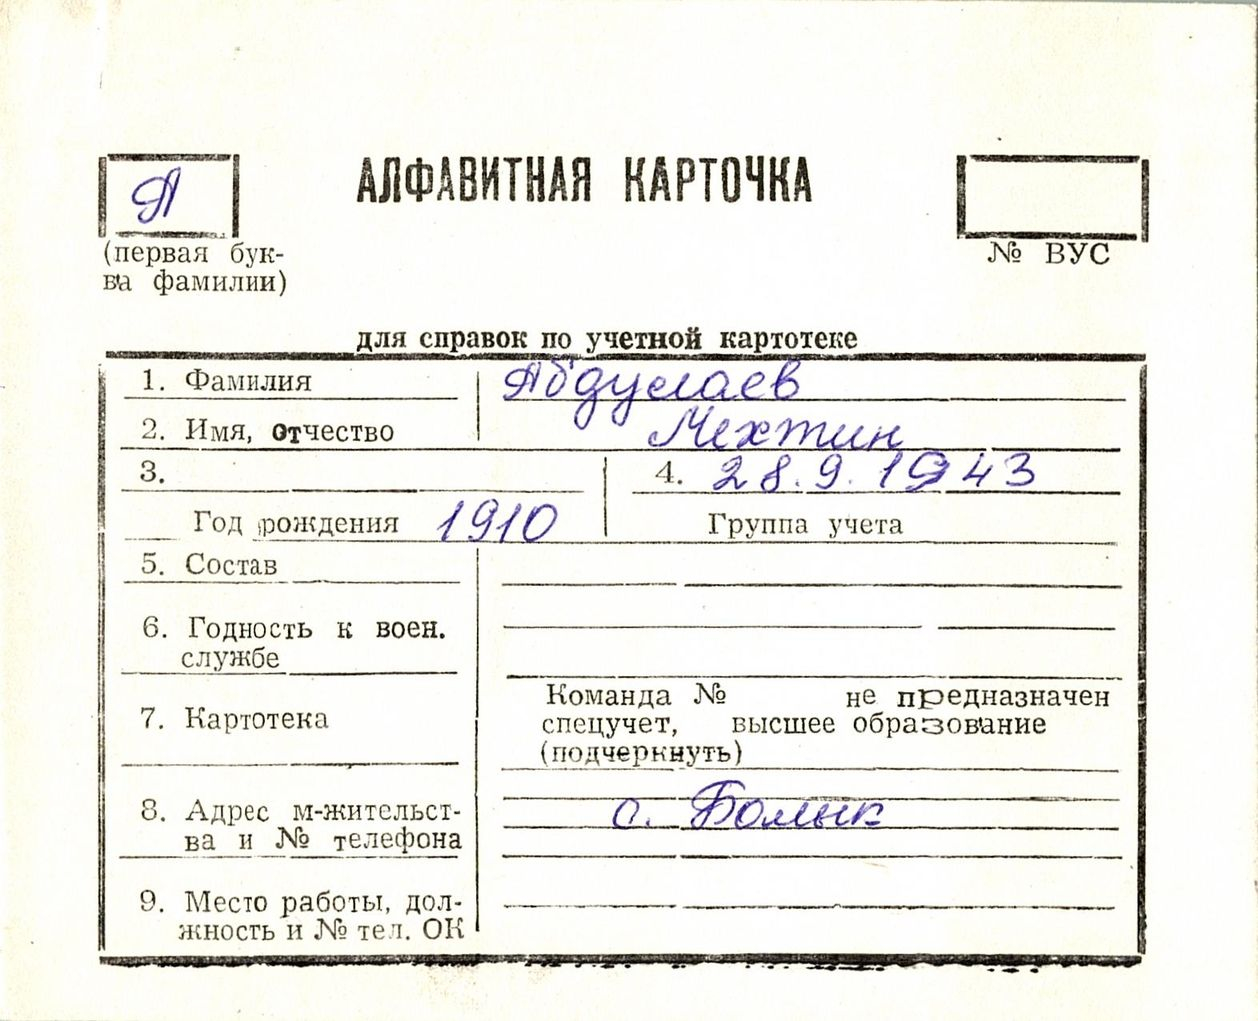 А
АЛФАВИТНАЯ КАРТОЧКА
(первая бук-
ва фамилии)
№ ВУС
для справок по учетной картотеке
1. Фамилия Абдулаев
2. Имя, отчество Мехтин
3. 4. 28.9.1943
Год рождения 1910 Группа учета
5. Состав
6. Годность к воен.
службе
Команда № не предназначен
7. Картотека спецучет, высшее образование
(подчеркнуть)
8. Адрес м-жительст- с. Болык
ва и № телефона
9. Место работы, дол-
жность и № тел. ОК